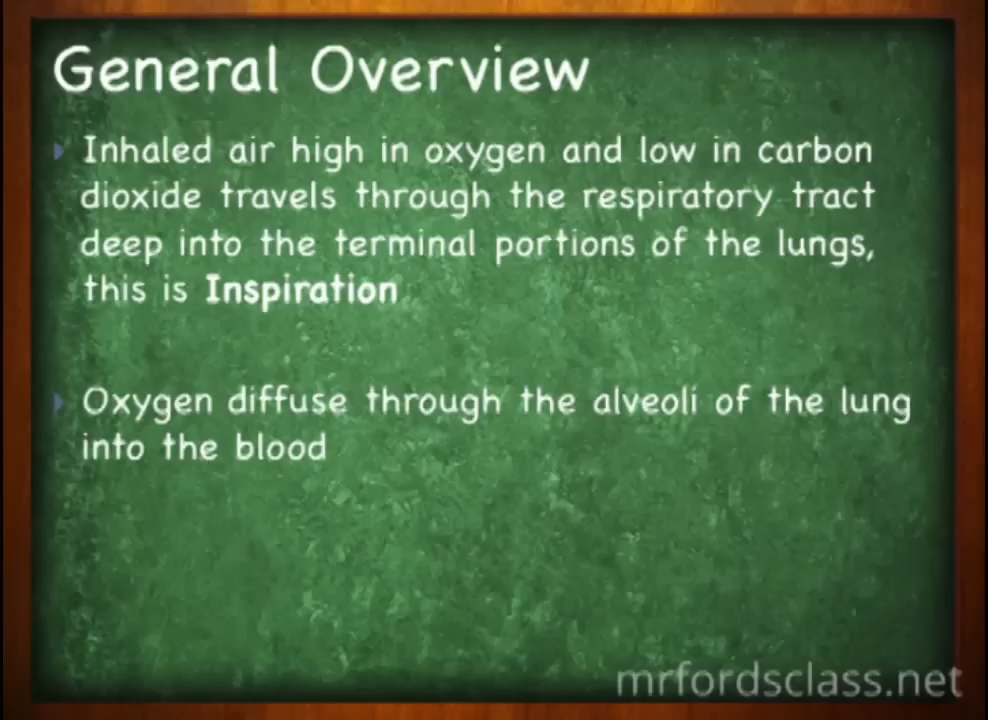 General Overview
Inhaled air high in oxygen and low in carbon
dioxide travels through the respiratory tract
deep into the terminal portions of the lungs,
this is Inspiration
Oxygen diffuse through the alveoli of the lung
into the blood
mrfordsclass.net